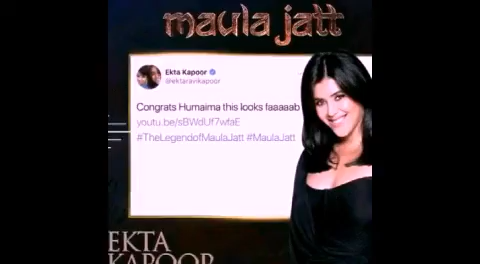 maula jatt
Ekta Kapoor
@ektaravikapoor
Congrats Humaima this looks faaaaab
youtu.be/sBWdUf7wfaE
#TheLegendofMaulaJatt #MaulaJatt
EKTA
KAPOOR